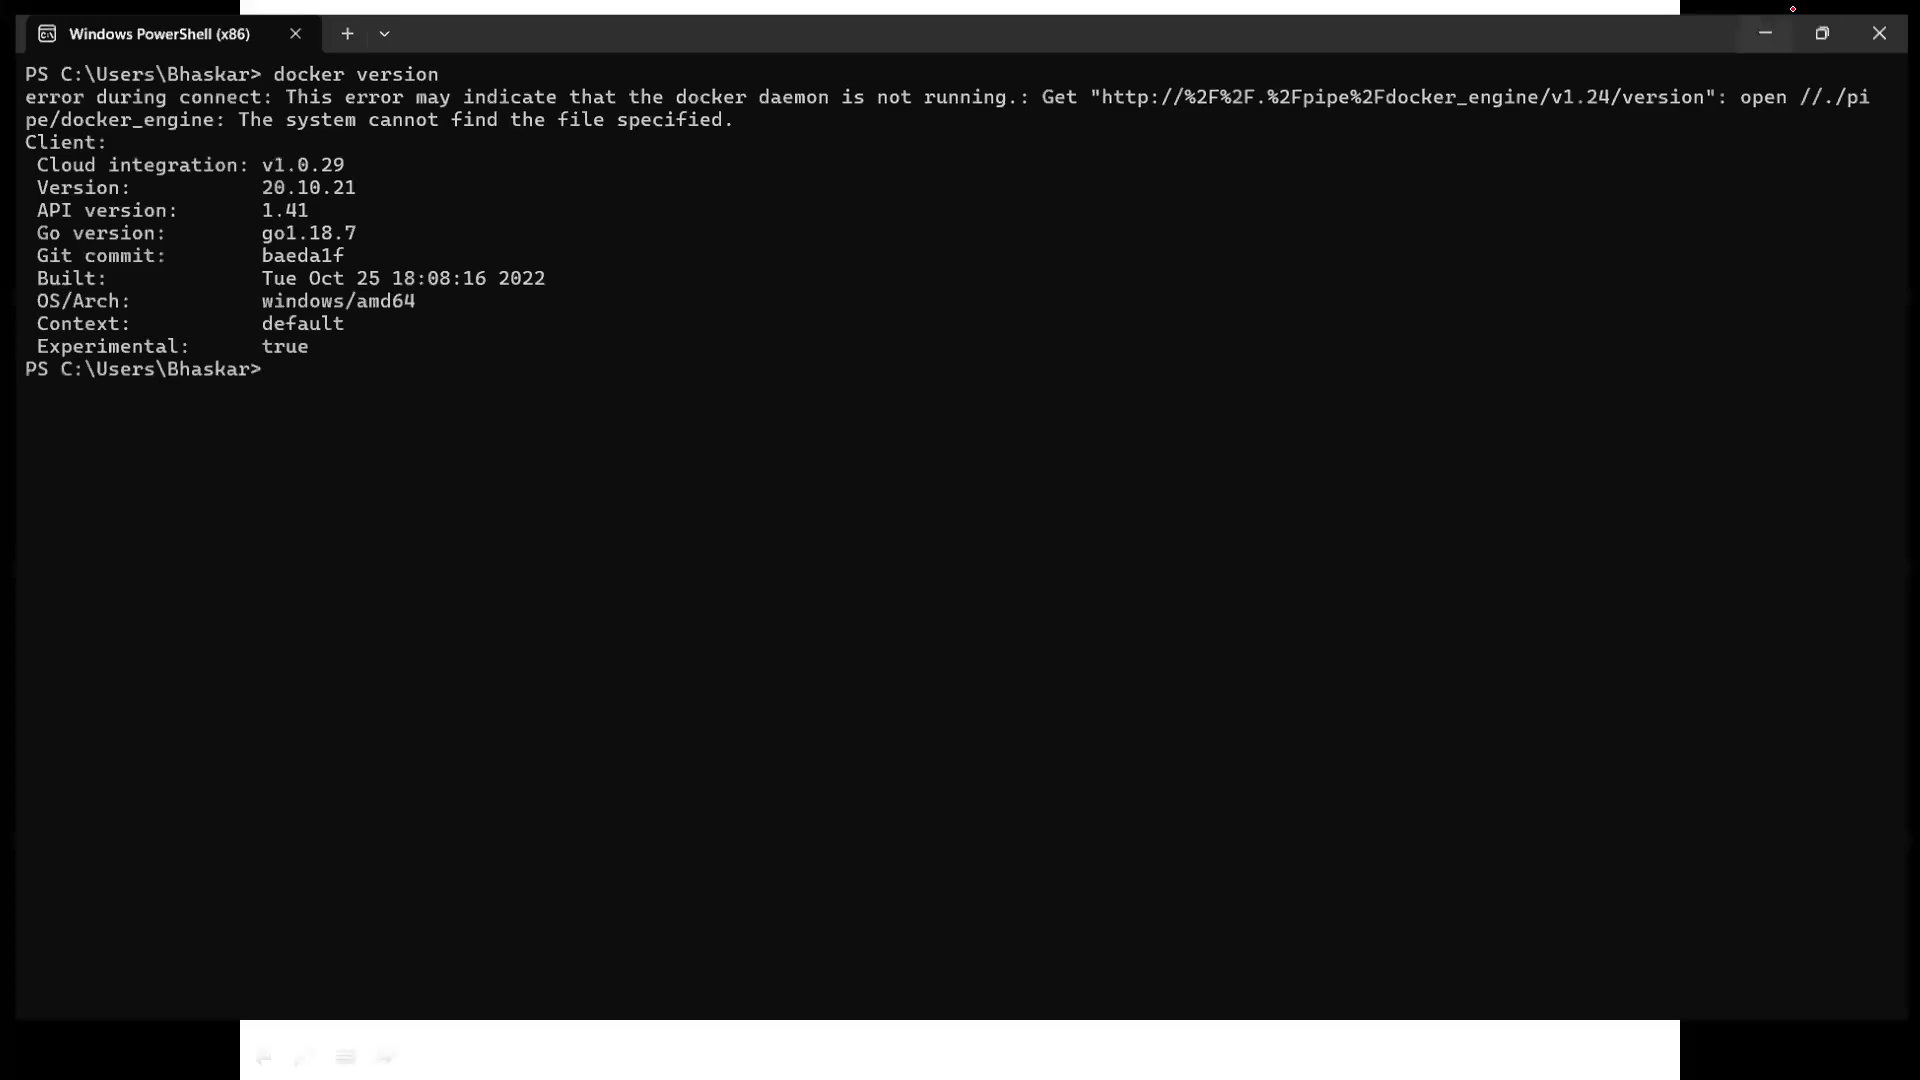 Windows PowerShell (x86)
PS C:\Users\Bhaskar> docker version
error during connect: This error may indicate that the docker daemon is not running.: Get "http://%2F%2F.%2Fpipe%2Fdocker_engine/v1.24/version": open //./pi
pe/docker_engine: The system cannot find the file specified.
Client:
Cloud integration: v1.0.29
Version: 20.10.21
API version: 1.41
Go version: go1.18.7
Git commit: baeda1f
Built: Tue Oct 25 18:08:16 2022
OS/Arch: windows/amd64
Context: default
Experimental: true
PS C:\Users\Bhaskar>